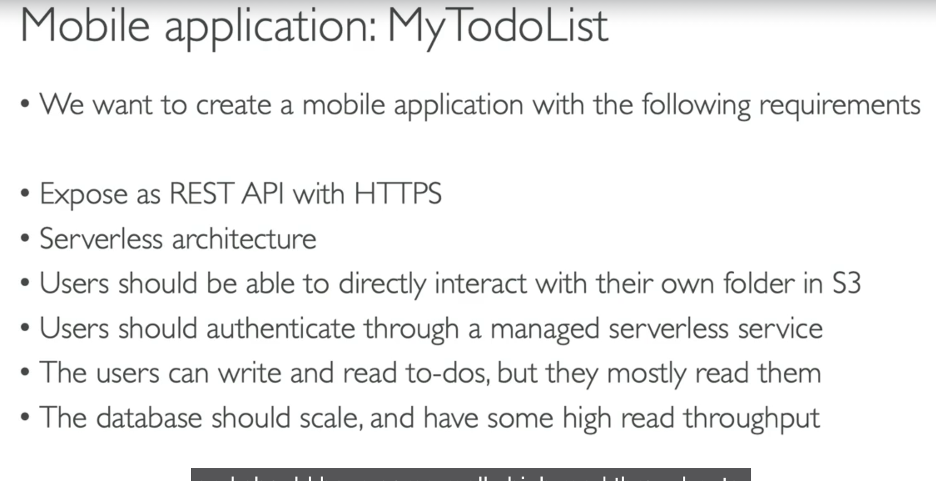 Mobile application: MyTodoList
• We want to create a mobile application with the following requirements
• Expose as REST API with HTTPS
• Serverless architecture
• Users should be able to directly interact with their own folder in S3
• Users should authenticate through a managed serverless service
• The users can write and read to-dos, but they mostly read them
• The database should scale, and have some high read throughput